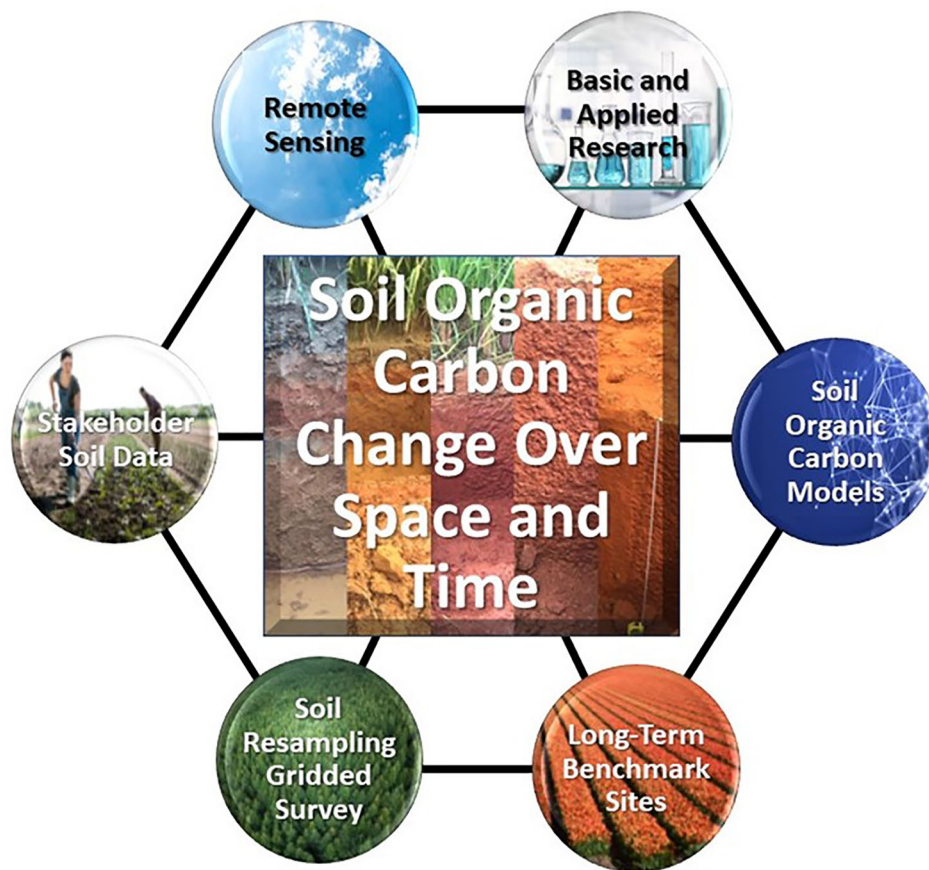 Remote
Sensing
Basic and
Applied
Research
Soil Organic
Carbon
Change Over
Space and
Time
Stakeholder
Soil Data
Soil
Organic
Carbon
Models
Soil
Resampling
Gridded
Survey
Long-Term
Benchmark
Sites